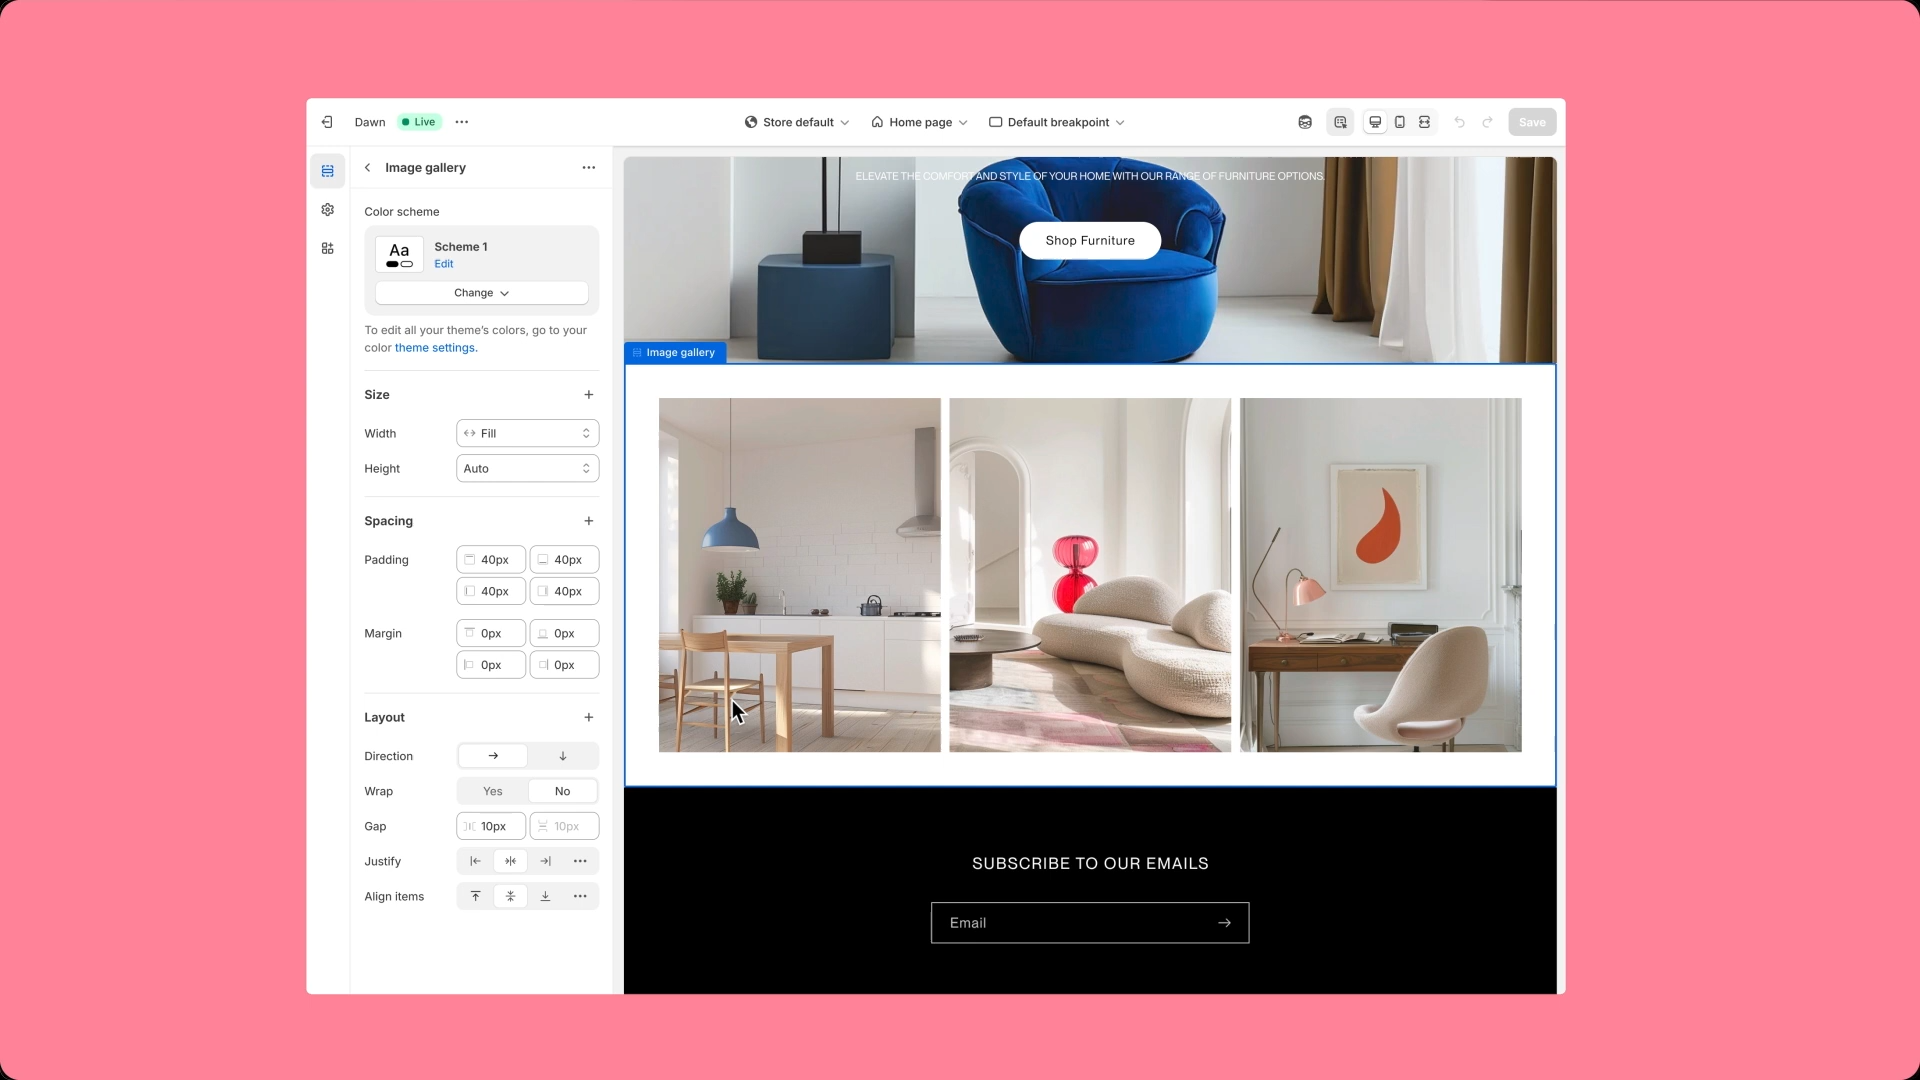 Dawn
Live
Store default
Home page
Default breakpoint
Save
Image gallery
Color scheme
Aa
Scheme 1
Edit
Change
To edit all your theme's colors, go to your
color theme settings.
Size
Width
Fill
Height
Auto
Spacing
Padding
40px
40px
40px
40px
Margin
0px
0px
0px
0px
Layout
Direction
Wrap
Yes
No
Gap
10px
10px
Justify
Align items
ELEVATE THE COMFORT AND STYLE OF YOUR HOME WITH OUR RANGE OF FURNITURE OPTIONS.
Shop Furniture
Image gallery
SUBSCRIBE TO OUR EMAILS
Email